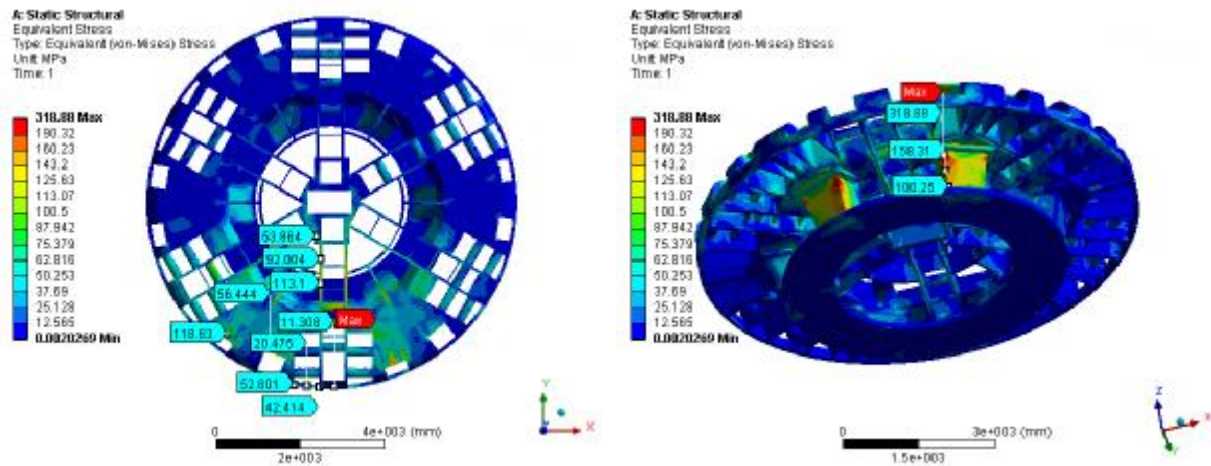 A: Static Structural
Equivalent Stress
Type: Equivalent (von-Mises) Stress
Unit: MPa
Time: 1
318.88 Max
190.32
160.23
143.2
125.63
113.07
100.5
87.942
75.379
62.816
50.253
37.69
25.128
12.565
0.0020269 Min
53.864
92.004
113.1
56.444
11.308
Max
118.83
20.475
52.801
42.414
0
4e+003 (mm)
2e+003
Y
X
A: Static Structural
Equivalent Stress
Type: Equivalent (von-Mises) Stress
Unit: MPa
Time: 1
318.88 Max
190.32
160.23
143.2
125.63
113.07
100.5
87.942
75.379
62.816
50.253
37.69
25.128
12.565
0.0020269 Min
Max
318.88
158.31
100.25
0
3e+003 (mm)
1.5e+003
Z
X
Y